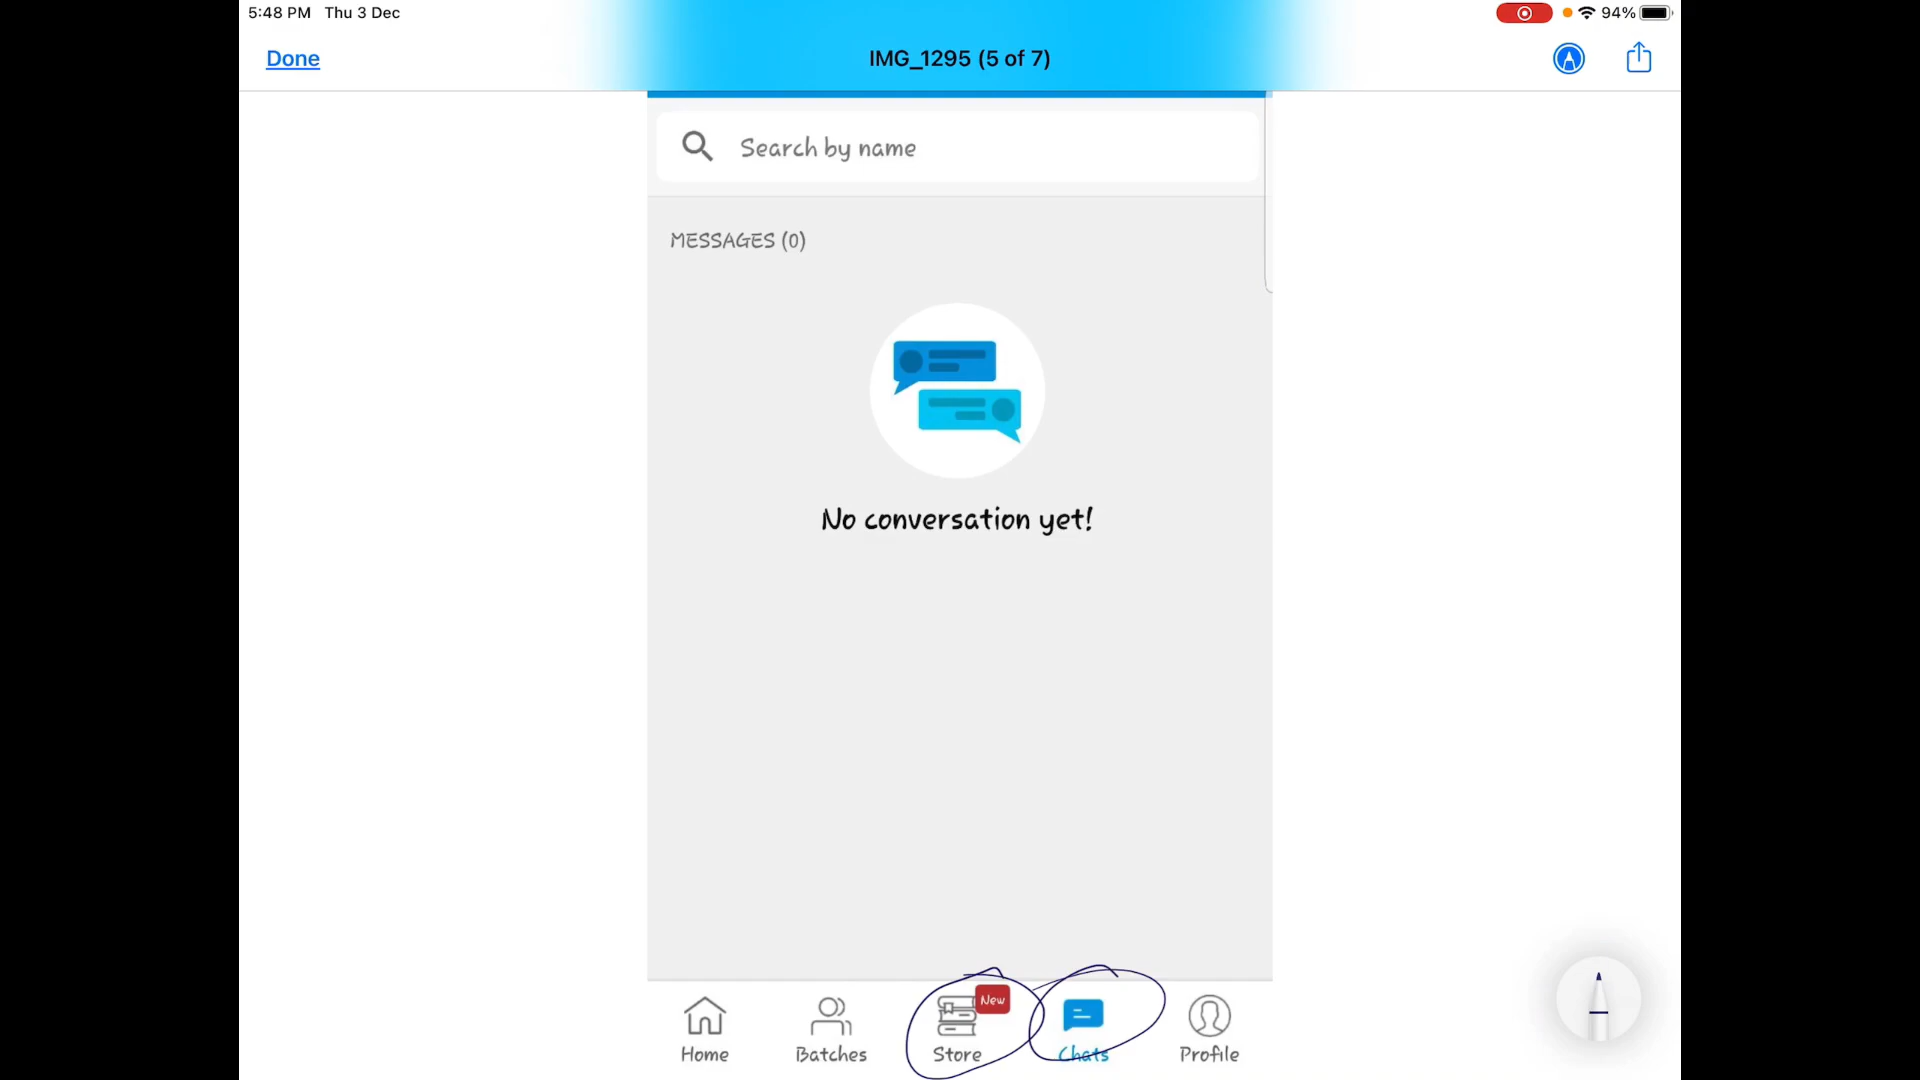 5:48 PM Thu 3 Dec
94%
Done
IMG_1295 (5 of 7)
Search by name
MESSAGES (0)
No conversation yet!
New
Home Batches Store Chats Profile